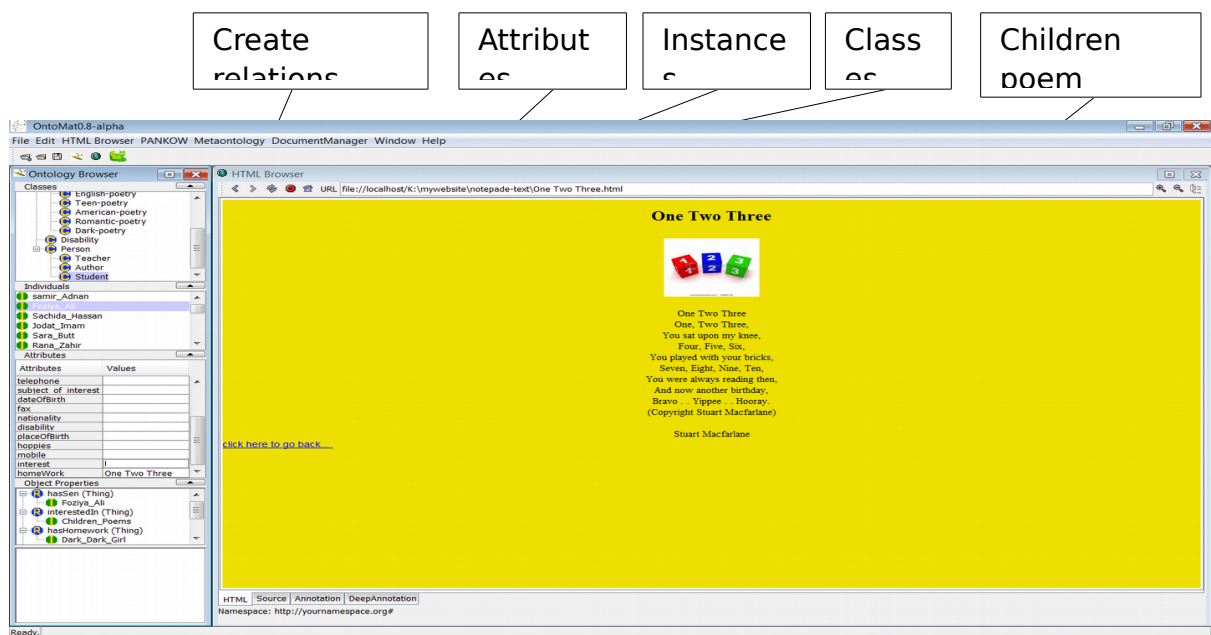 Create
relations
Attribut
es
Instance
s
Class
es
Children
poem
OntoMat0.8-alpha
File Edit HTML Browser PANKOW Metaontology DocumentManager Window Help
Ontology Browser
Classes
English-poetry
Teen-poetry
American-poetry
Romantic-poetry
Dark-poetry
Disability
Person
Teacher
Author
Student
Individuals
samir_Adnan
Foziya_Ali
Sachida_Hassan
Jodat_Imam
Sara_Butt
Rana_Zahir
Attributes
Attributes Values
telephone
subject of interest
dateOfBirth
fax
nationality
disability
placeOfBirth
hoppies
mobile
interest I
homeWork One Two Three
Object Properties
hasSen (Thing)
Foziya_Ali
interestedIn (Thing)
Children_Poems
hasHomework (Thing)
Dark_Dark_Girl
HTML Browser
URL file://localhost/K:\mywebsite\notepade-text\One Two Three.html
One Two Three
1 2 3
1 2 3
One Two Three
One, Two Three,
You sat upon my knee,
Four, Five, Six,
You played with your bricks,
Seven, Eight, Nine, Ten,
You were always reading then,
And now another birthday,
Bravo . . Yippee . . Hooray.
(Copyright Stuart Macfarlane)
Stuart Macfarlane
click here to go back....
HTML Source Annotation DeepAnnotation
Namespace: http://yournamespace.org#
Ready.